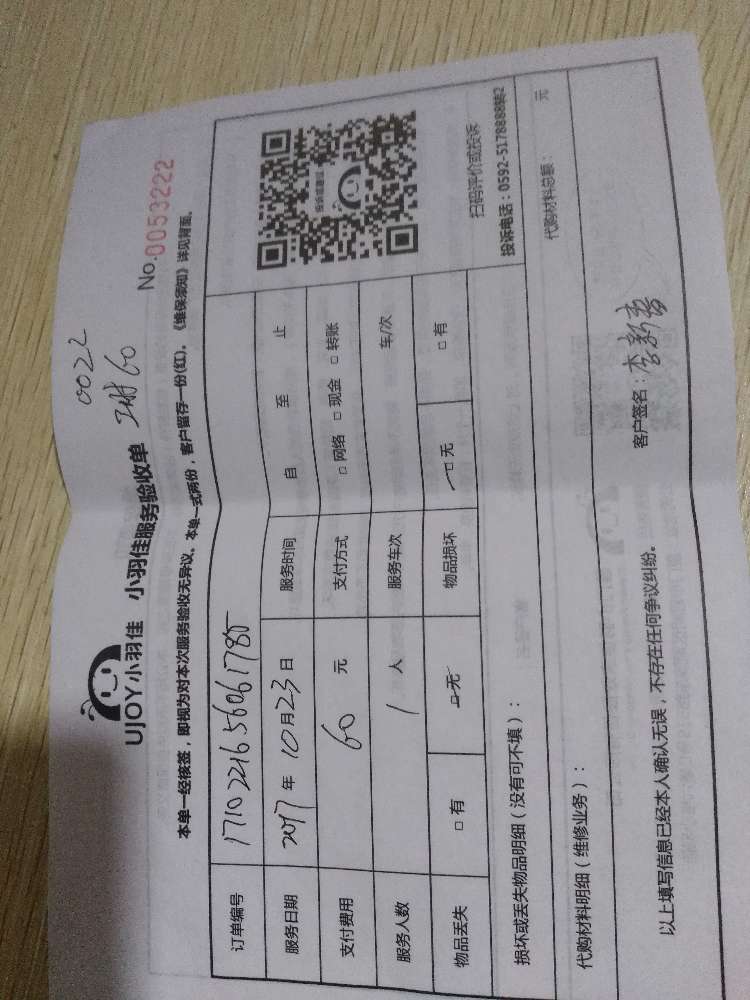 0022
60
UJOY小羽佳 小羽佳服务验收单 No.0053222
本单一经核签，即视为对本次服务验收无异议。本单一式两份，客户留存一份(红)。《维保须知》详见背面。
订单编号 1710221656061785
服务日期 2017 年 10 月 23 日 服务时间 自 至 止
支付费用 60 元 支付方式 □ 网络 □ 现金 □ 转账
服务人数 1 人 服务车次 车/次
物品丢失 □ 有 □ 无 物品损坏 □ 无 □ 有
扫码评价或投诉
投诉电话：0592-5178888转2
损坏或丢失物品明细（没有可不填）：
代购材料明细（维修业务）： 代购材料总额： 元
以上填写信息已经本人确认无误，不存在任何争议纠纷。 客户签名：李新春